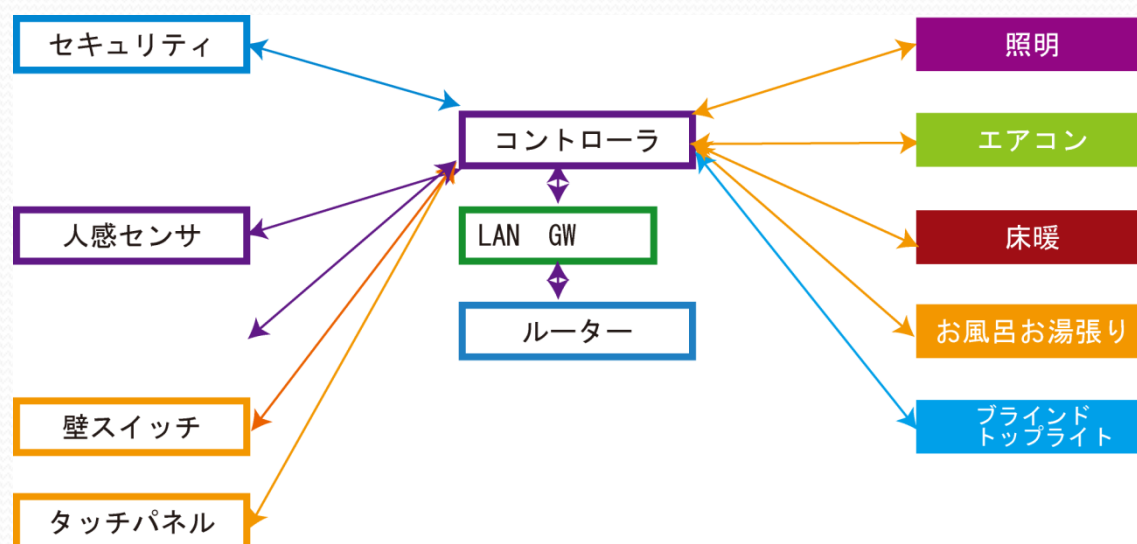 セキュリティ
照明
コントローラ
エアコン
人感センサ
LAN GW
床暖
ルーター
お風呂お湯張り
壁スイッチ
ブラインド
トップライト
タッチパネル